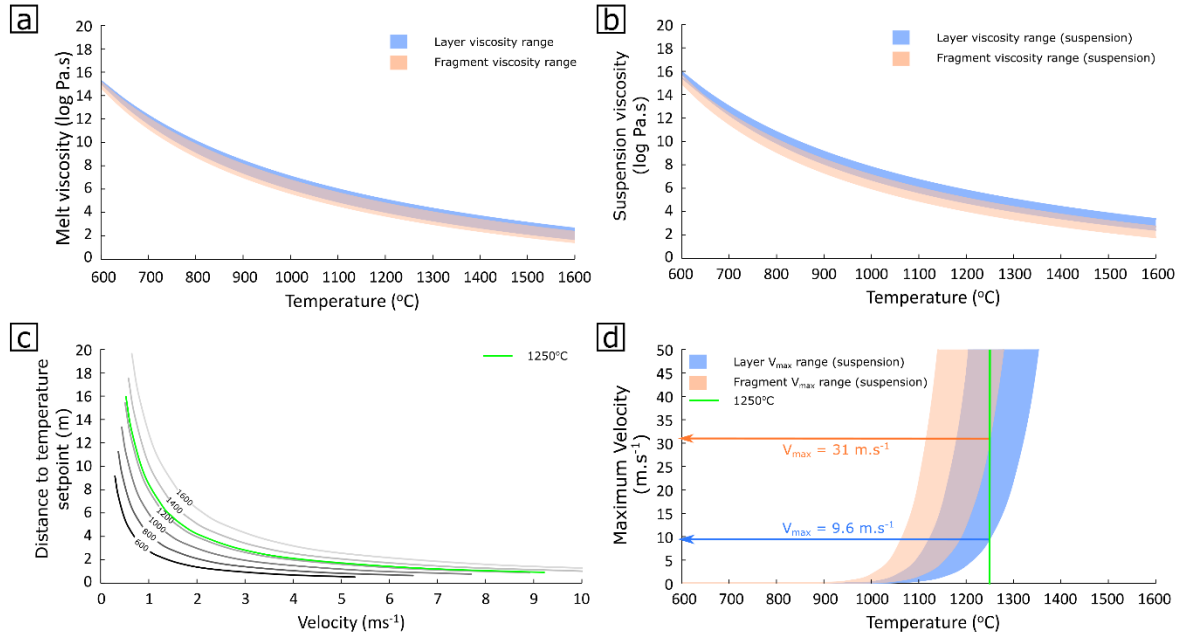 a
20
18
16
14
12
10
8
6
4
2
0
Melt viscosity (log Pa.s)
Layer viscosity range
Fragment viscosity range
600 700 800 900 1000 1100 1200 1300 1400 1500 1600
Temperature (°C)
b
20
18
16
14
12
10
8
6
4
2
0
Suspension viscosity
(log Pa.s)
Layer viscosity range (suspension)
Fragment viscosity range (suspension)
600 700 800 900 1000 1100 1200 1300 1400 1500 1600
Temperature (°C)
c
20
18
16
14
12
10
8
6
4
2
0
Distance to temperature
setpoint (m)
1250°C
1600
1400
1200
1000
800
600
0 1 2 3 4 5 6 7 8 9 10
Velocity (ms⁻¹)
d
50
45
40
35
30
25
20
15
10
5
0
Maximum Velocity
(m.s⁻¹)
Layer Vmax range (suspension)
Fragment Vmax range (suspension)
1250°C
Vmax = 31 m.s⁻¹
Vmax = 9.6 m.s⁻¹
600 700 800 900 1000 1100 1200 1300 1400 1500 1600
Temperature (°C)